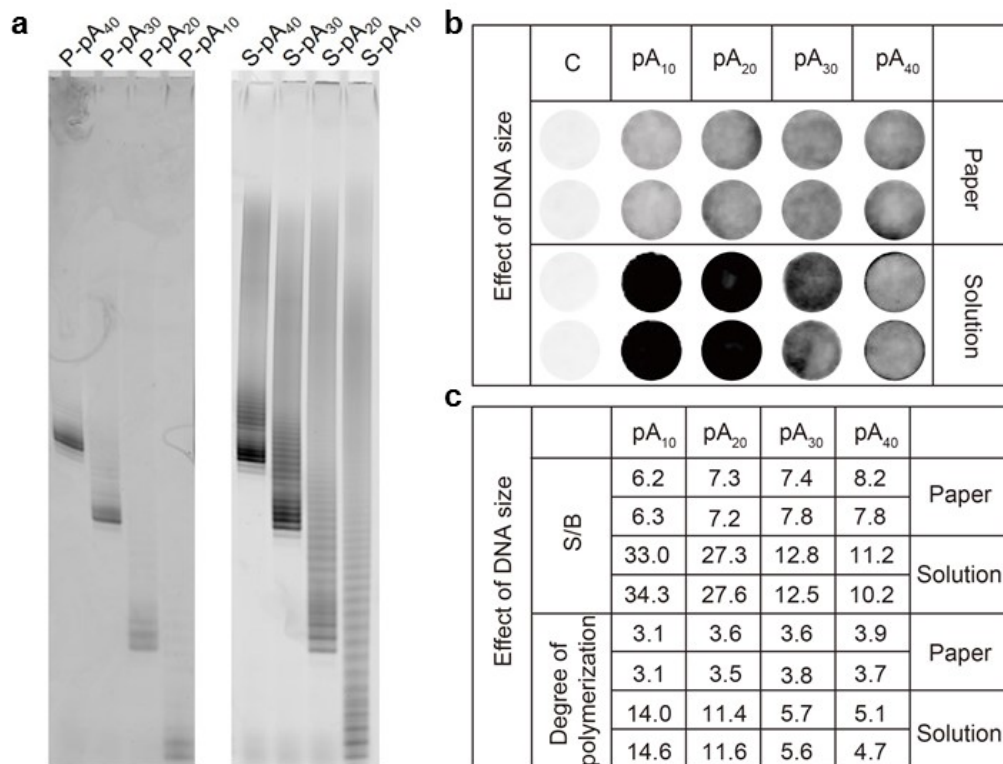 a
P-pA40 P-pA30 P-pA20 P-pA10 S-pA40 S-pA30 S-pA20 S-pA10
b
Effect of DNA size
C pA10 pA20 pA30 pA40
Paper
Solution
c
Effect of DNA size
pA10 pA20 pA30 pA40
S/B
6.2 7.3 7.4 8.2
Paper
6.3 7.2 7.8 7.8
33.0 27.3 12.8 11.2
Solution
34.3 27.6 12.5 10.2
Degree of
polymerization
3.1 3.6 3.6 3.9
Paper
3.1 3.5 3.8 3.7
14.0 11.4 5.7 5.1
Solution
14.6 11.6 5.6 4.7